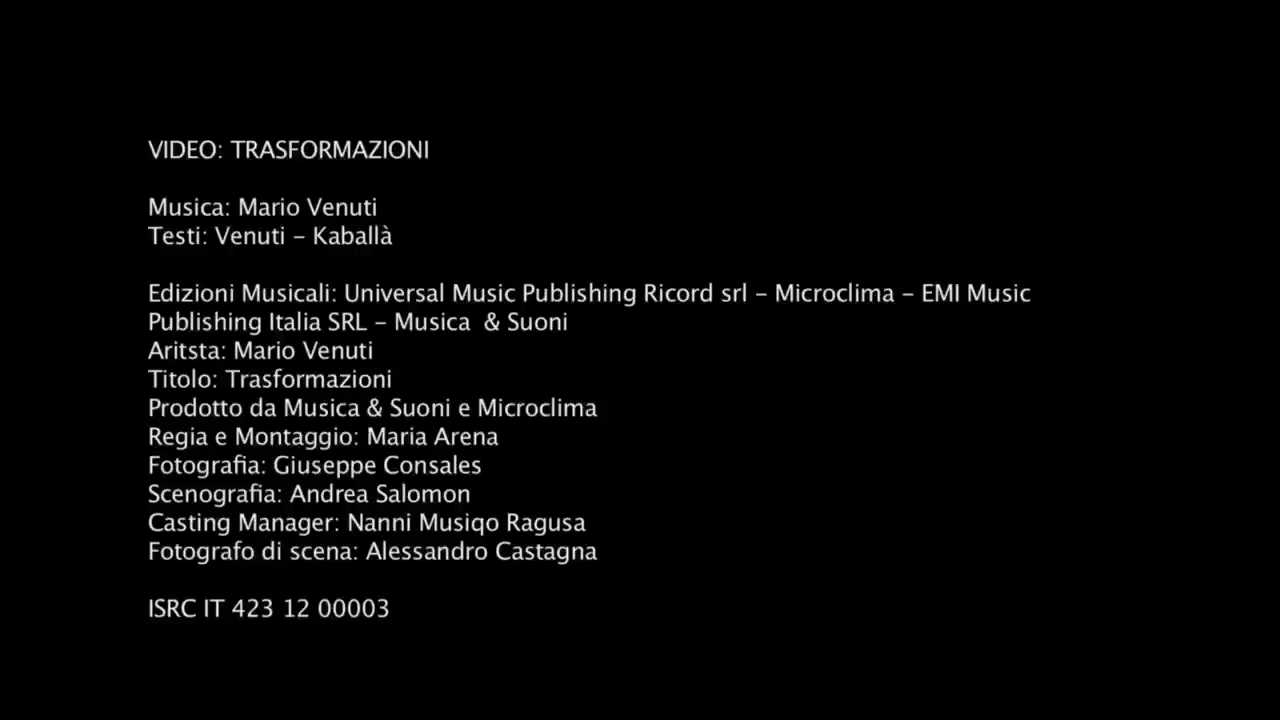 VIDEO: TRASFORMAZIONI
Musica: Mario Venuti
Testi: Venuti – Kaballà
Edizioni Musicali: Universal Music Publishing Ricord srl – Microclima – EMI Music
Publishing Italia SRL – Musica  & Suoni
Aritsta: Mario Venuti
Titolo: Trasformazioni
Prodotto da Musica & Suoni e Microclima
Regia e Montaggio: Maria Arena
Fotografia: Giuseppe Consales
Scenografia: Andrea Salomon
Casting Manager: Nanni Musiqo Ragusa
Fotografo di scena: Alessandro Castagna
ISRC IT 423 12 00003